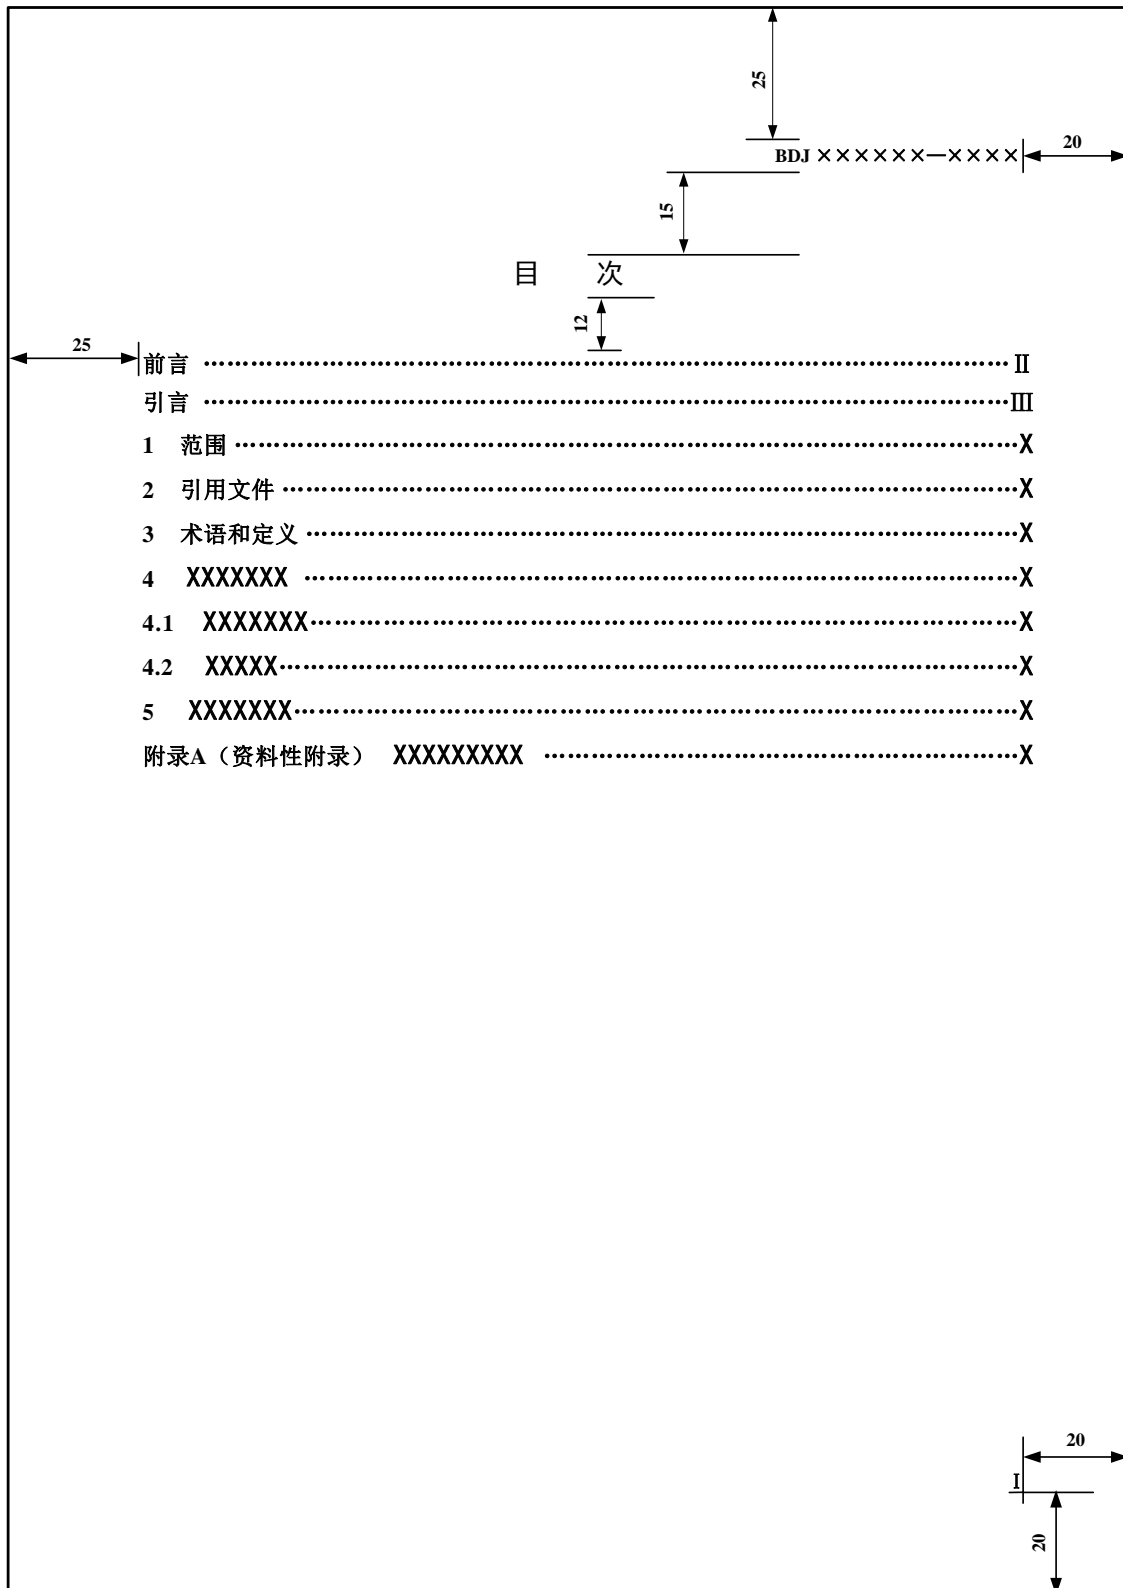 25
BDJ ××××××—×××× 20
15
目 次
12
25
前言 ………………………………………………………………………… Ⅱ
引言 ………………………………………………………………………… Ⅲ
1 范围 ………………………………………………………………………… X
2 引用文件 ………………………………………………………………………… X
3 术语和定义 ………………………………………………………………………… X
4 XXXXXXX ………………………………………………………………………… X
4.1 XXXXXXX ………………………………………………………………………… X
4.2 XXXXX ………………………………………………………………………… X
5 XXXXXXX ………………………………………………………………………… X
附录A（资料性附录） XXXXXXXXX ………………………………………………… X
20
Ⅰ
20